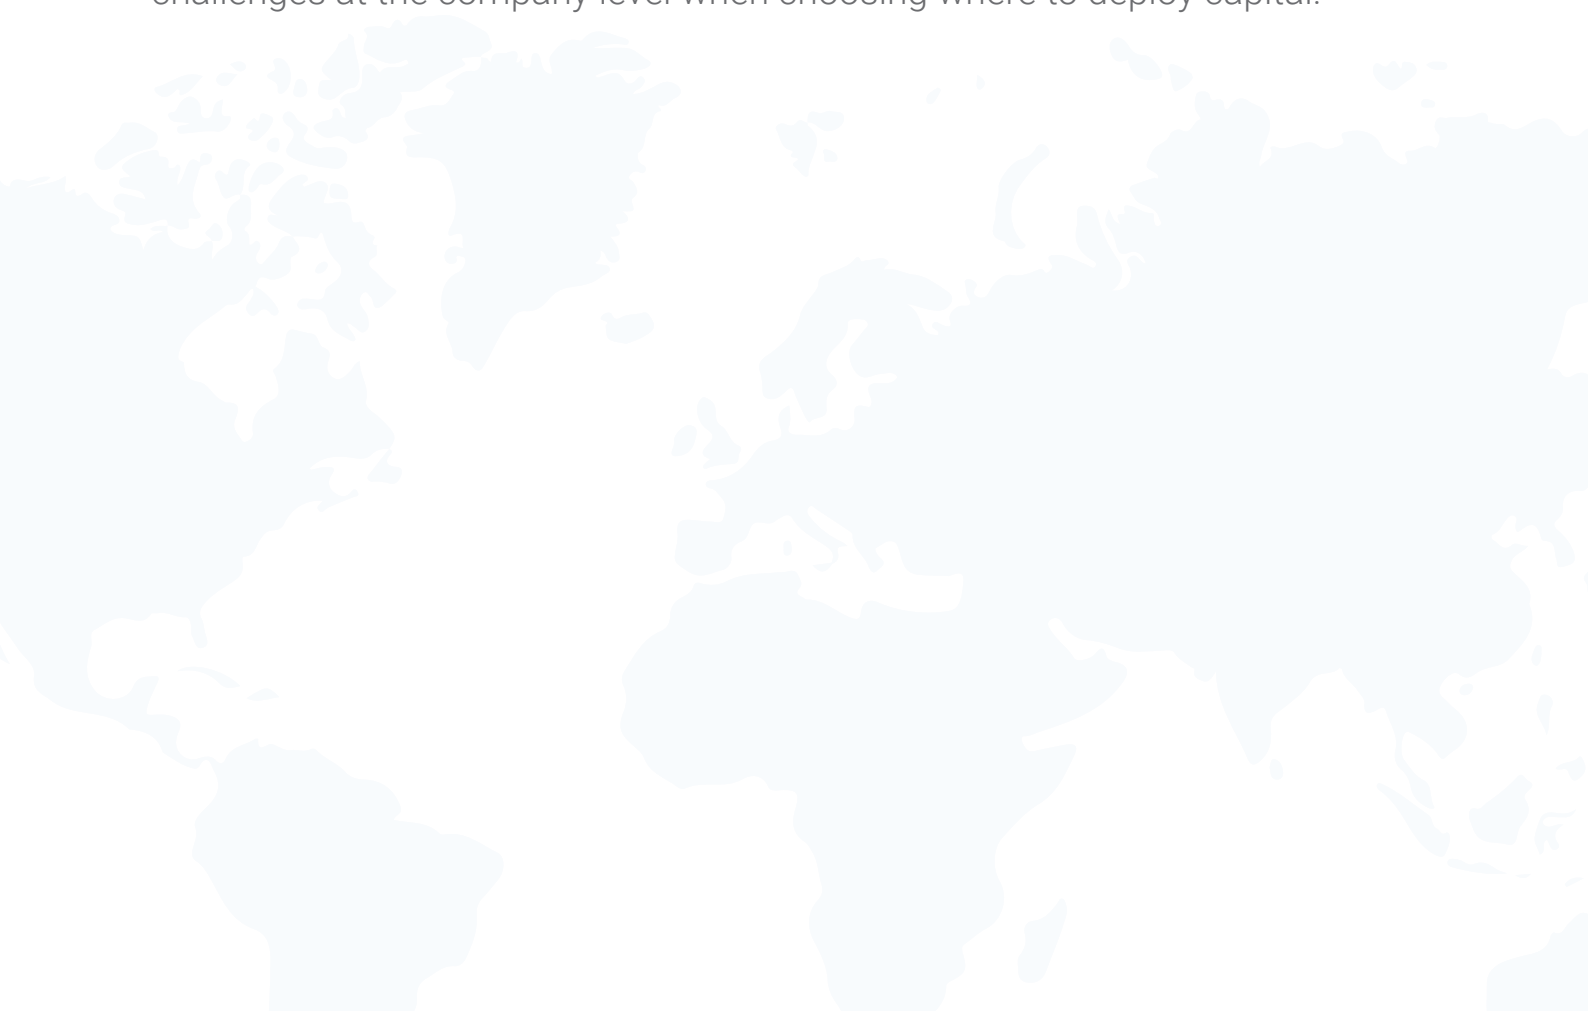 challenges at the company level when choosing where to deploy capital.